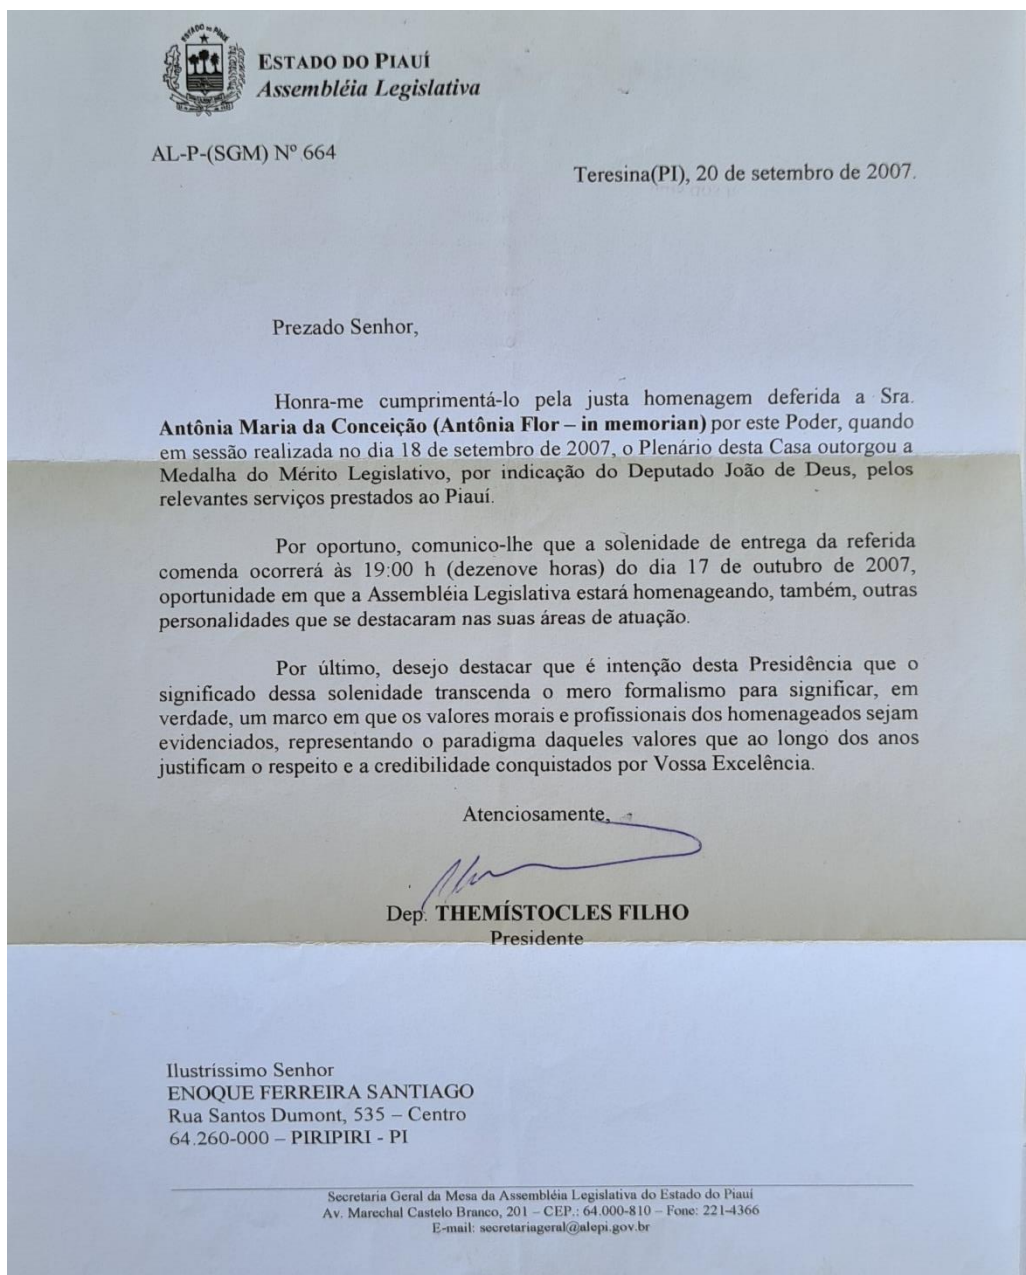 ESTADO DO PIAUÍ
Assembléia Legislativa
AL-P-(SGM) Nº 664
Teresina(PI), 20 de setembro de 2007.
Prezado Senhor,
Honra-me cumprimentá-lo pela justa homenagem deferida a Sra.
Antônia Maria da Conceição (Antônia Flor – in memorian) por este Poder, quando
em sessão realizada no dia 18 de setembro de 2007, o Plenário desta Casa outorgou a
Medalha do Mérito Legislativo, por indicação do Deputado João de Deus, pelos
relevantes serviços prestados ao Piauí.
Por oportuno, comunico-lhe que a solenidade de entrega da referida
comenda ocorrerá às 19:00 h (dezenove horas) do dia 17 de outubro de 2007,
oportunidade em que a Assembléia Legislativa estará homenageando, também, outras
personalidades que se destacaram nas suas áreas de atuação.
Por último, desejo destacar que é intenção desta Presidência que o
significado dessa solenidade transcenda o mero formalismo para significar, em
verdade, um marco em que os valores morais e profissionais dos homenageados sejam
evidenciados, representando o paradigma daqueles valores que ao longo dos anos
justificam o respeito e a credibilidade conquistados por Vossa Excelência.
Atenciosamente,
Dep. THEMÍSTOCLES FILHO
Presidente
Ilustríssimo Senhor
ENOQUE FERREIRA SANTIAGO
Rua Santos Dumont, 535 – Centro
64.260-000 – PIRIPIRI - PI
Secretaria Geral da Mesa da Assembléia Legislativa do Estado do Piauí
Av. Marechal Castelo Branco, 201 – CEP.: 64.000-810 – Fone: 221-4366
E-mail: secretariageral@alepi.gov.br